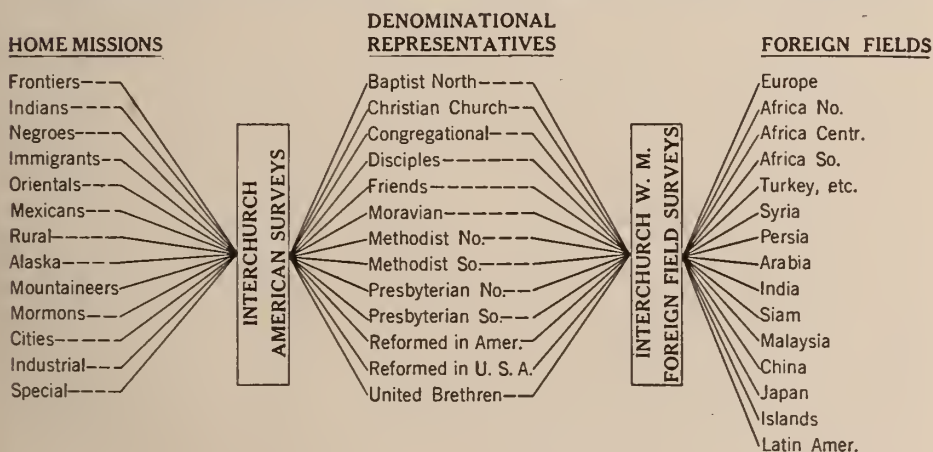 HOME MISSIONS
Frontiers
Indians
Negroes
Immigrants
Orientals
Mexicans
Rural
Alaska
Mountaineers
Mormons
Cities
Industrial
Special
INTERCHURCH
AMERICAN SURVEYS
DENOMINATIONAL
REPRESENTATIVES
Baptist North
Christian Church
Congregational
Disciples
Friends
Moravian
Methodist No.
Methodist So.
Presbyterian No.
Presbyterian So.
Reformed in Amer.
Reformed in U. S. A.
United Brethren
INTERCHURCH W. M.
FOREIGN FIELD SURVEYS
FOREIGN FIELDS
Europe
Africa No.
Africa Centr.
Africa So.
Turkey, etc.
Syria
Persia
Arabia
India
Siam
Malaysia
China
Japan
Islands
Latin Amer.